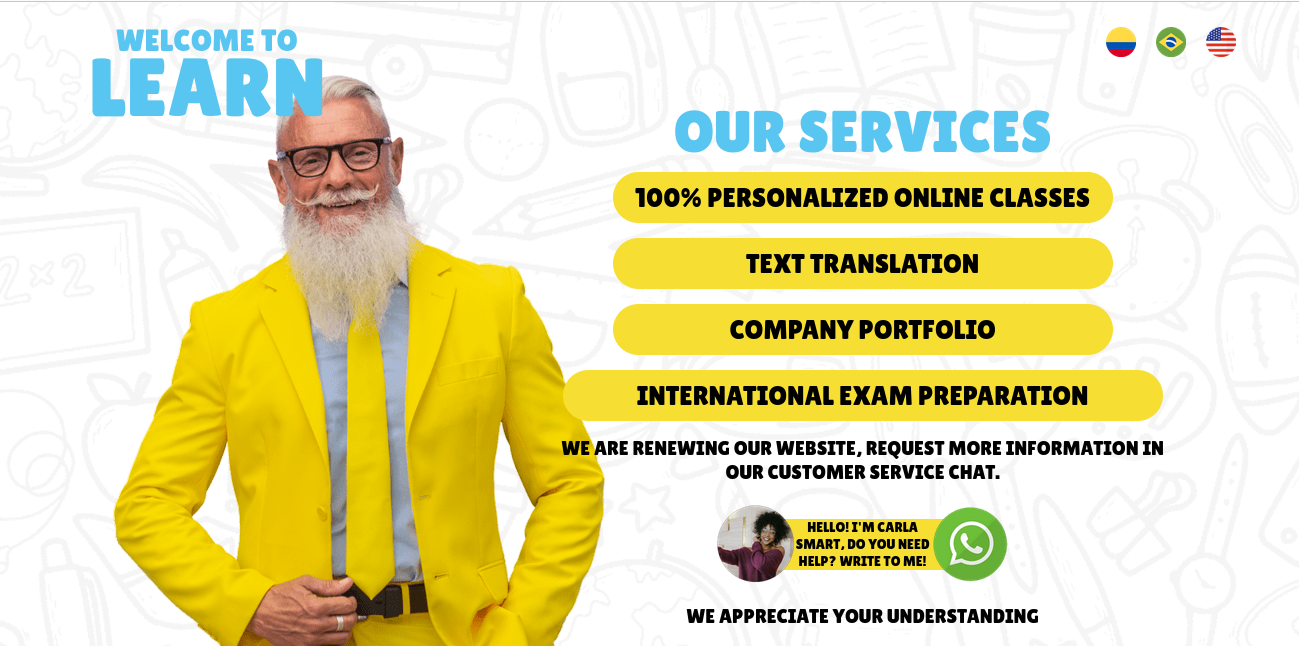 WELCOME TO
LEARN
OUR SERVICES
100% PERSONALIZED ONLINE CLASSES
TEXT TRANSLATION
COMPANY PORTFOLIO
INTERNATIONAL EXAM PREPARATION
WE ARE RENEWING OUR WEBSITE, REQUEST MORE INFORMATION IN
OUR CUSTOMER SERVICE CHAT.
HELLO! I'M CARLA
SMART, DO YOU NEED
HELP? WRITE TO ME!
WE APPRECIATE YOUR UNDERSTANDING
2×2